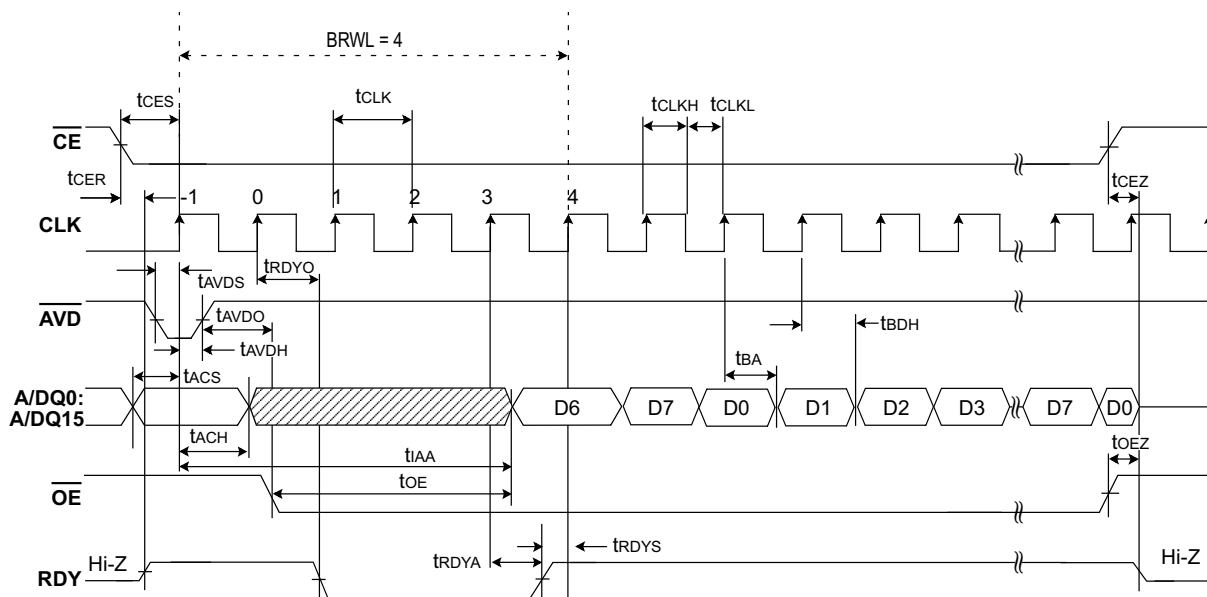 BRWL = 4
tCES
tCLK
tCLKH
tCLKL
CE
tCER
tCEZ
-1
0
1
2
3
4
CLK
tRDYO
tAVDS
AVD
tAVDO
tBDH
tAVDH
tBA
tACS
A/DQ0:
A/DQ15
D6
D7
D0
D1
D2
D3
D7
D0
tACH
tIAA
tOEZ
tOE
OE
tRDYA
tRDYS
Hi-Z
Hi-Z
RDY